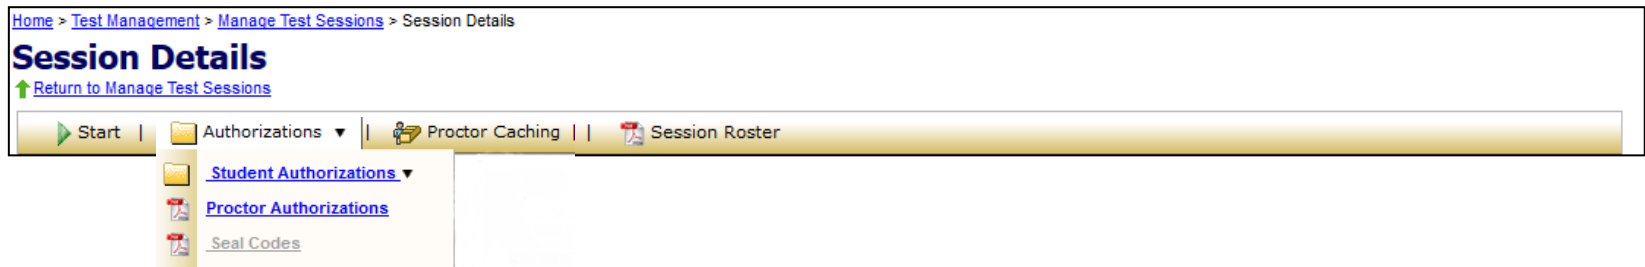 Home > Test Management > Manage Test Sessions > Session Details
Session Details
Return to Manage Test Sessions
Start | Authorizations ▼ | Proctor Caching | | Session Roster
Student Authorizations ▼
Proctor Authorizations
Seal Codes